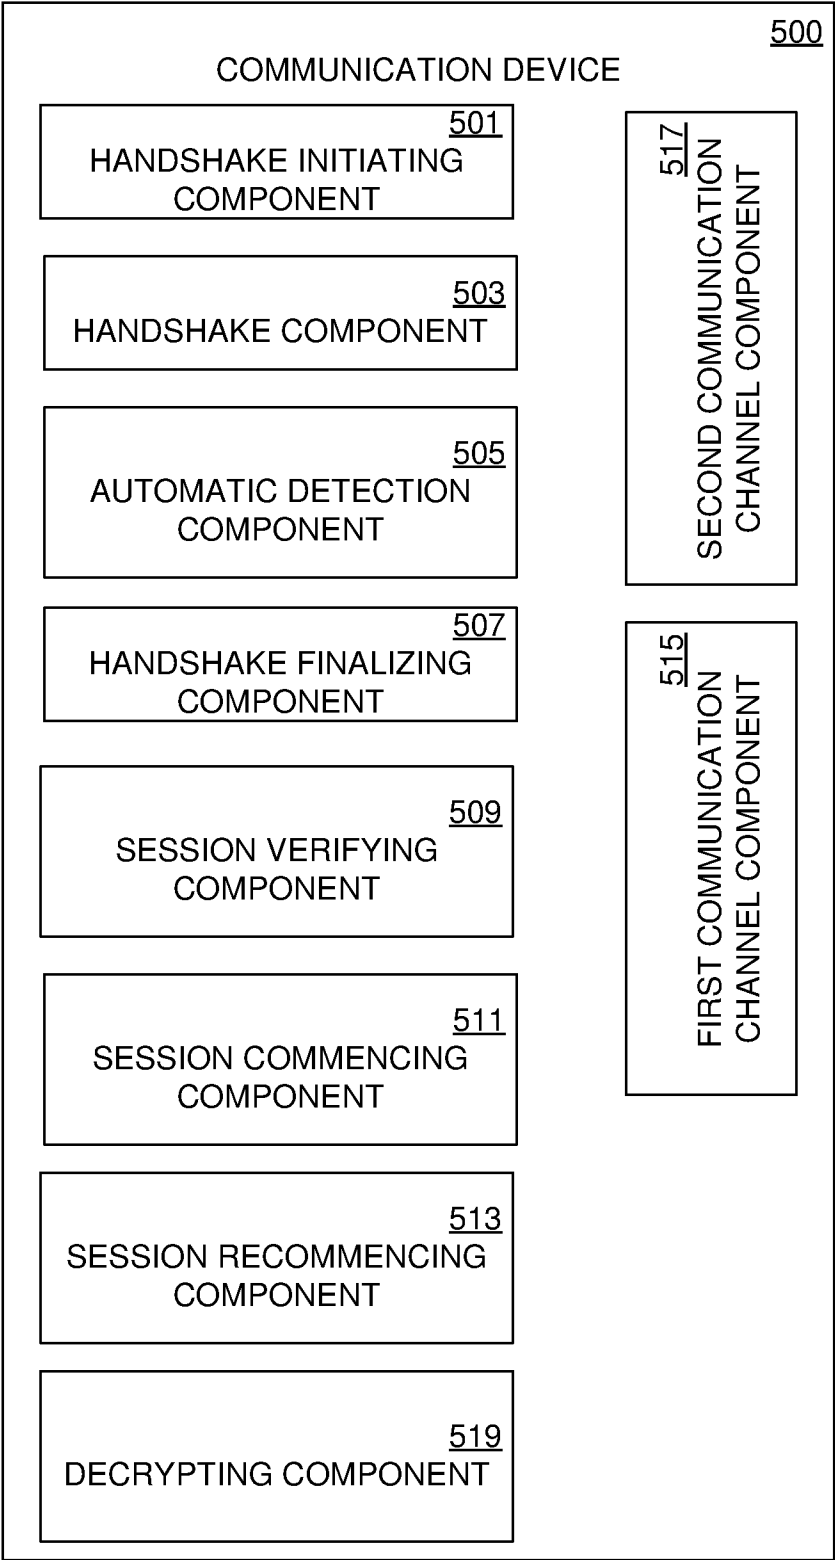 500
COMMUNICATION DEVICE
501
HANDSHAKE INITIATING
COMPONENT
503
HANDSHAKE COMPONENT
505
AUTOMATIC DETECTION
COMPONENT
507
HANDSHAKE FINALIZING
COMPONENT
509
SESSION VERIFYING
COMPONENT
511
SESSION COMMENCING
COMPONENT
513
SESSION RECOMMENCING
COMPONENT
519
DECRYPTING COMPONENT
517
SECOND COMMUNICATION
CHANNEL COMPONENT
515
FIRST COMMUNICATION
CHANNEL COMPONENT